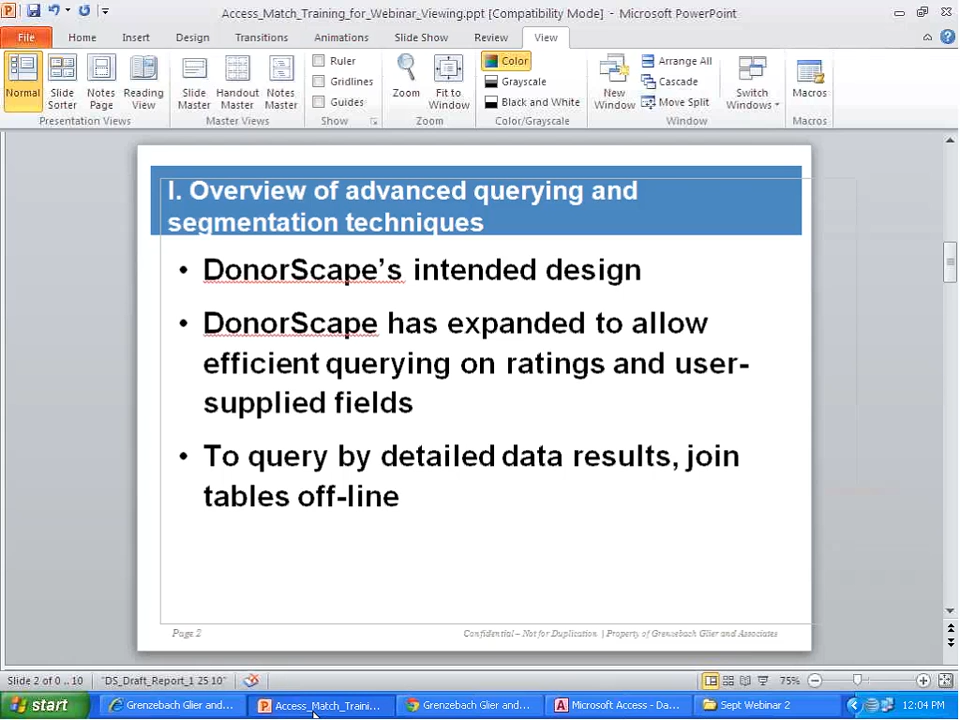 Access_Match_Training_for_Webinar_Viewing.ppt [Compatibility Mode] - Microsoft PowerPoint
File Home Insert Design Transitions Animations Slide Show Review View
Normal Slide Sorter Notes Page Reading View
Presentation Views
Slide Master Handout Master Notes Master
Master Views
Ruler
Gridlines
Guides
Show
Zoom Fit to Window
Zoom
Color
Grayscale
Black and White
Color/Grayscale
New Window
Arrange All
Cascade
Move Split
Switch Windows
Window
Macros
Macros
I. Overview of advanced querying and
segmentation techniques
• DonorScape's intended design
• DonorScape has expanded to allow
efficient querying on ratings and user-
supplied fields
• To query by detailed data results, join
tables off-line
Page 2
Confidential – Not for Duplication | Property of Grenzebach Glier and Associates
Slide 2 of 0 .. 10 "DS_Draft_Report_1 25 10" 75%
start Grenzebach Glier and... Access_Match_Traini... Grenzebach Glier and... Microsoft Access - Da... Sept Webinar 2 12:04 PM